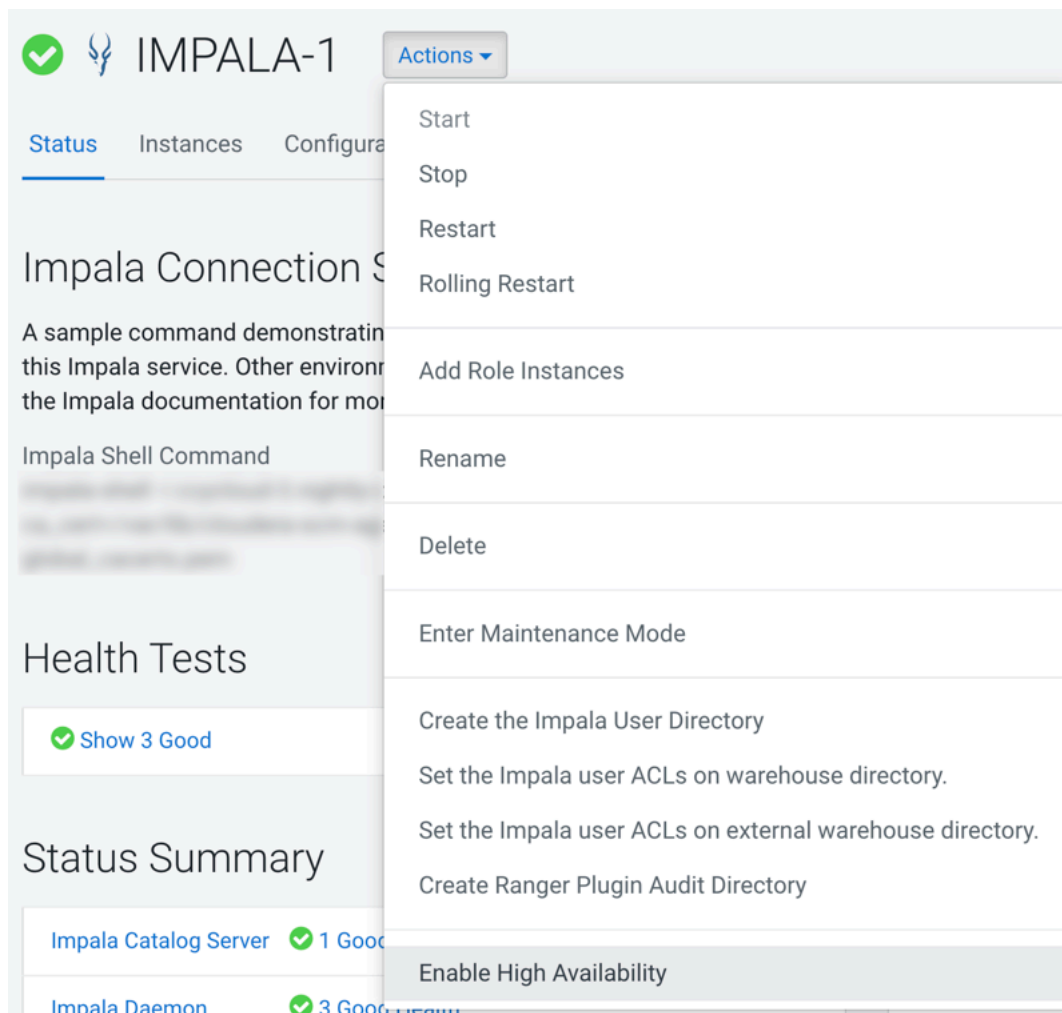 IMPALA-1
Actions
Status Instances Configura
Start
Stop
Restart
Rolling Restart
Add Role Instances
Rename
Delete
Enter Maintenance Mode
Create the Impala User Directory
Set the Impala user ACLs on warehouse directory.
Set the Impala user ACLs on external warehouse directory.
Create Ranger Plugin Audit Directory
Enable High Availability
Impala Connection S
A sample command demonstratin
this Impala service. Other environ
the Impala documentation for mo
Impala Shell Command
Health Tests
Show 3 Good
Status Summary
Impala Catalog Server 1 Good
Impala Daemon 3 Good Health